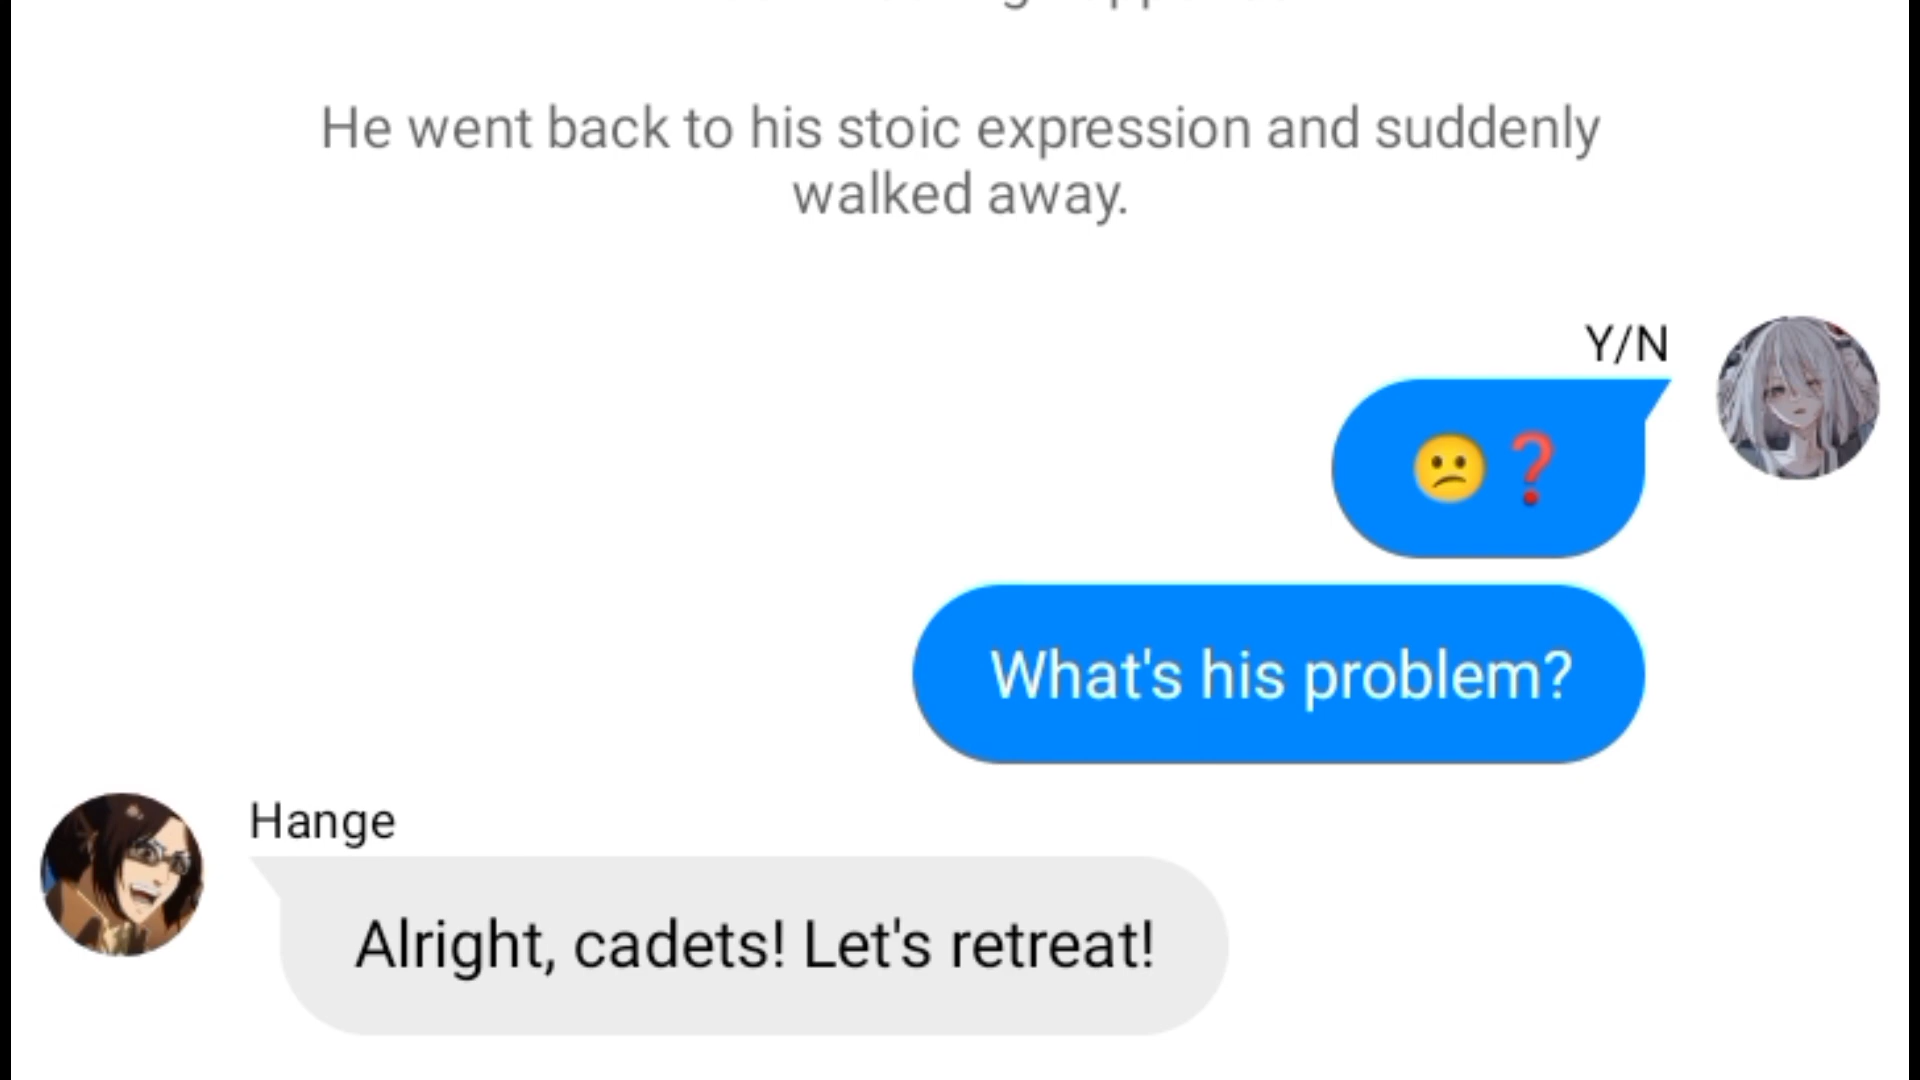 He went back to his stoic expression and suddenly
walked away.
Y/N
😕❓
What's his problem?
Hange
Alright, cadets! Let's retreat!